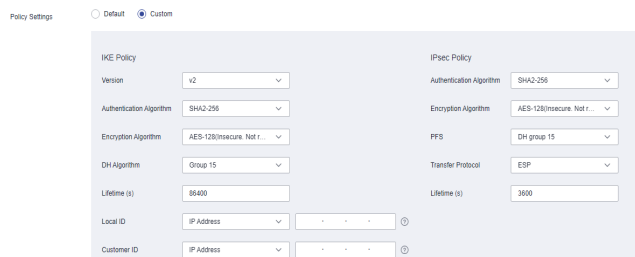 Policy Settings Default Custom
IKE Policy IPsec Policy
Version v2 Authentication Algorithm SHA2-256
Authentication Algorithm SHA2-256 Encryption Algorithm AES-128(Insecure. Not r...
Encryption Algorithm AES-128(Insecure. Not r... PFS DH group 15
DH Algorithm Group 15 Transfer Protocol ESP
Lifetime (s) 86400 Lifetime (s) 3600
Local ID IP Address . . . ?
Customer ID IP Address . . . ?